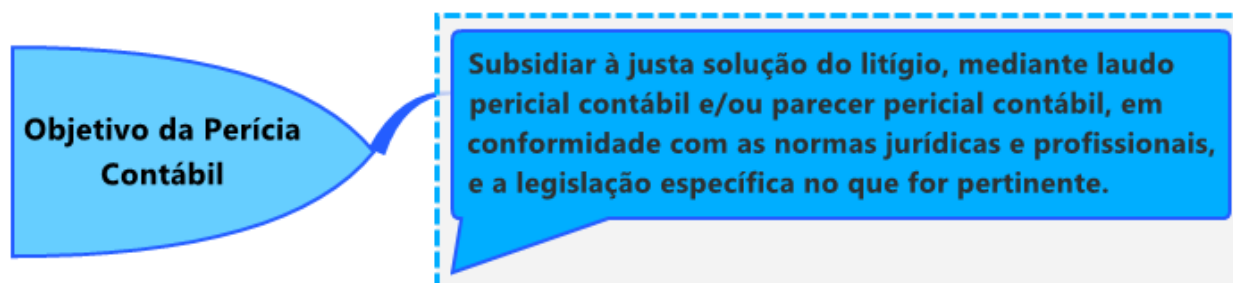 Objetivo da Perícia
Contábil
Subsidiar à justa solução do litígio, mediante laudo
pericial contábil e/ou parecer pericial contábil, em
conformidade com as normas jurídicas e profissionais,
e a legislação específica no que for pertinente.